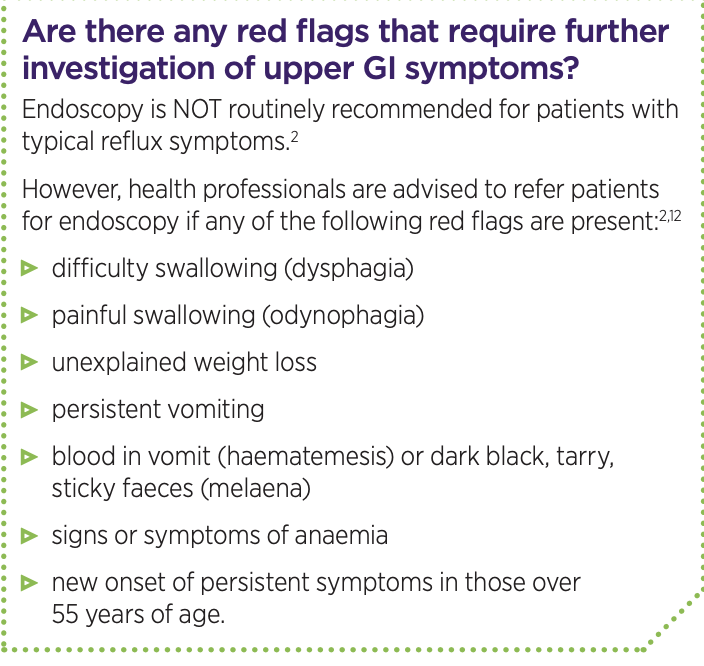 Are there any red flags that require further
investigation of upper GI symptoms?
Endoscopy is NOT routinely recommended for patients with
typical reflux symptoms.2
However, health professionals are advised to refer patients
for endoscopy if any of the following red flags are present:2,12
difficulty swallowing (dysphagia)
painful swallowing (odynophagia)
unexplained weight loss
persistent vomiting
blood in vomit (haematemesis) or dark black, tarry,
sticky faeces (melaena)
signs or symptoms of anaemia
new onset of persistent symptoms in those over
55 years of age.